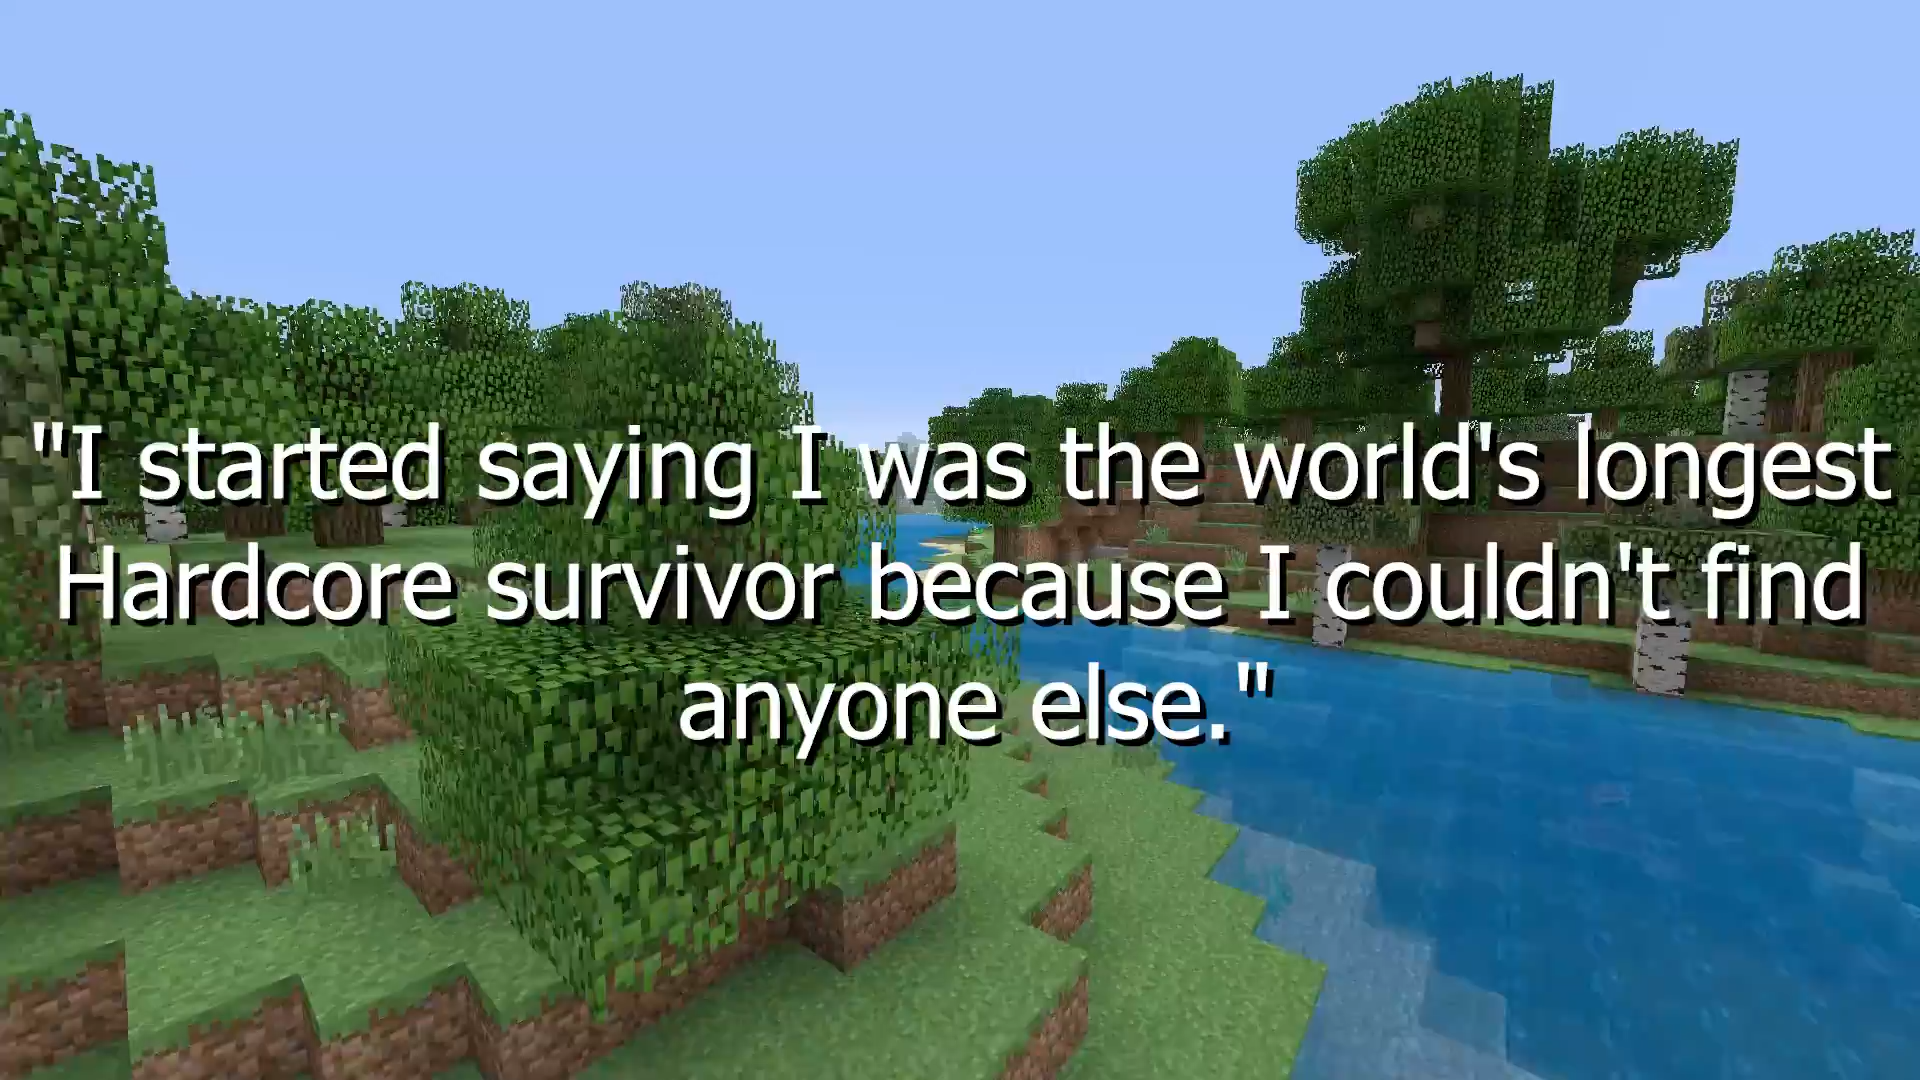 "I started saying I was the world's longest
Hardcore survivor because I couldn't find
anyone else."